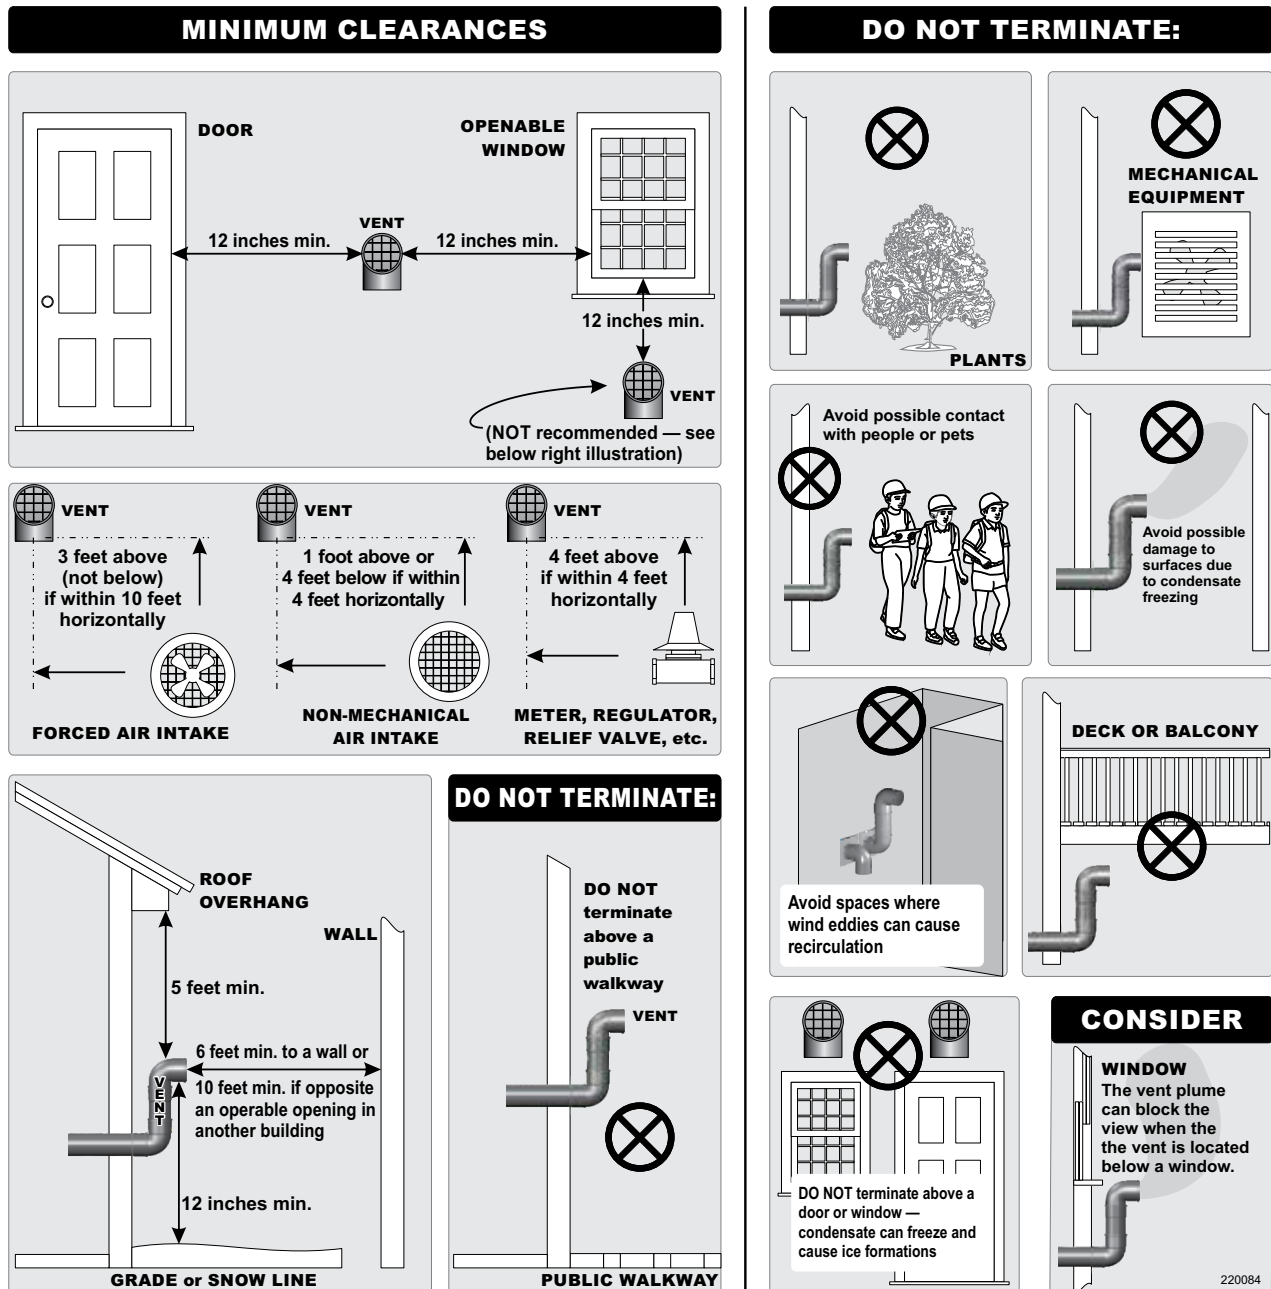 MINIMUM CLEARANCES
DOOR
OPENABLE
WINDOW
VENT
12 inches min.
12 inches min.
12 inches min.
VENT
(NOT recommended — see
below right illustration)
VENT
3 feet above
(not below)
if within 10 feet
horizontally
FORCED AIR INTAKE
VENT
1 foot above or
4 feet below if within
4 feet horizontally
NON-MECHANICAL
AIR INTAKE
VENT
4 feet above
if within 4 feet
horizontally
METER, REGULATOR,
RELIEF VALVE, etc.
ROOF
OVERHANG
WALL
5 feet min.
6 feet min. to a wall or
10 feet min. if opposite
an operable opening in
another building
VENT
12 inches min.
GRADE or SNOW LINE
DO NOT TERMINATE:
DO NOT
terminate
above a
public
walkway
VENT
PUBLIC WALKWAY
DO NOT TERMINATE:
PLANTS
MECHANICAL
EQUIPMENT
Avoid possible contact
with people or pets
Avoid possible
damage to
surfaces due
to condensate
freezing
Avoid spaces where
wind eddies can cause
recirculation
DECK OR BALCONY
DO NOT terminate above a
door or window —
condensate can freeze and
cause ice formations
CONSIDER
WINDOW
The vent plume
can block the
view when the
the vent is located
below a window.
220084